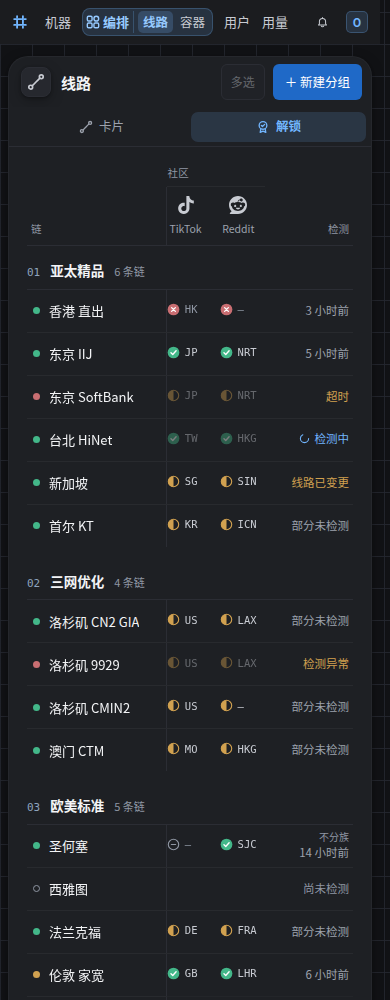 机器 编排 线路 容器 用户 用量 O
线路 多选 + 新建分组
卡片 解锁
社区
链 TikTok Reddit 检测
01 亚太精品 6 条链
香港 直出 HK – 3 小时前
东京 IIJ JP NRT 5 小时前
东京 SoftBank JP NRT 超时
台北 HiNet TW HKG 检测中
新加坡 SG SIN 线路已变更
首尔 KT KR ICN 部分未检测
02 三网优化 4 条链
洛杉矶 CN2 GIA US LAX 部分未检测
洛杉矶 9929 US LAX 检测异常
洛杉矶 CMIN2 US – 部分未检测
澳门 CTM MO HKG 部分未检测
03 欧美标准 5 条链
不分族
圣何塞 – SJC 14 小时前
西雅图 尚未检测
法兰克福 DE FRA 部分未检测
伦敦 家宽 GB LHR 6 小时前